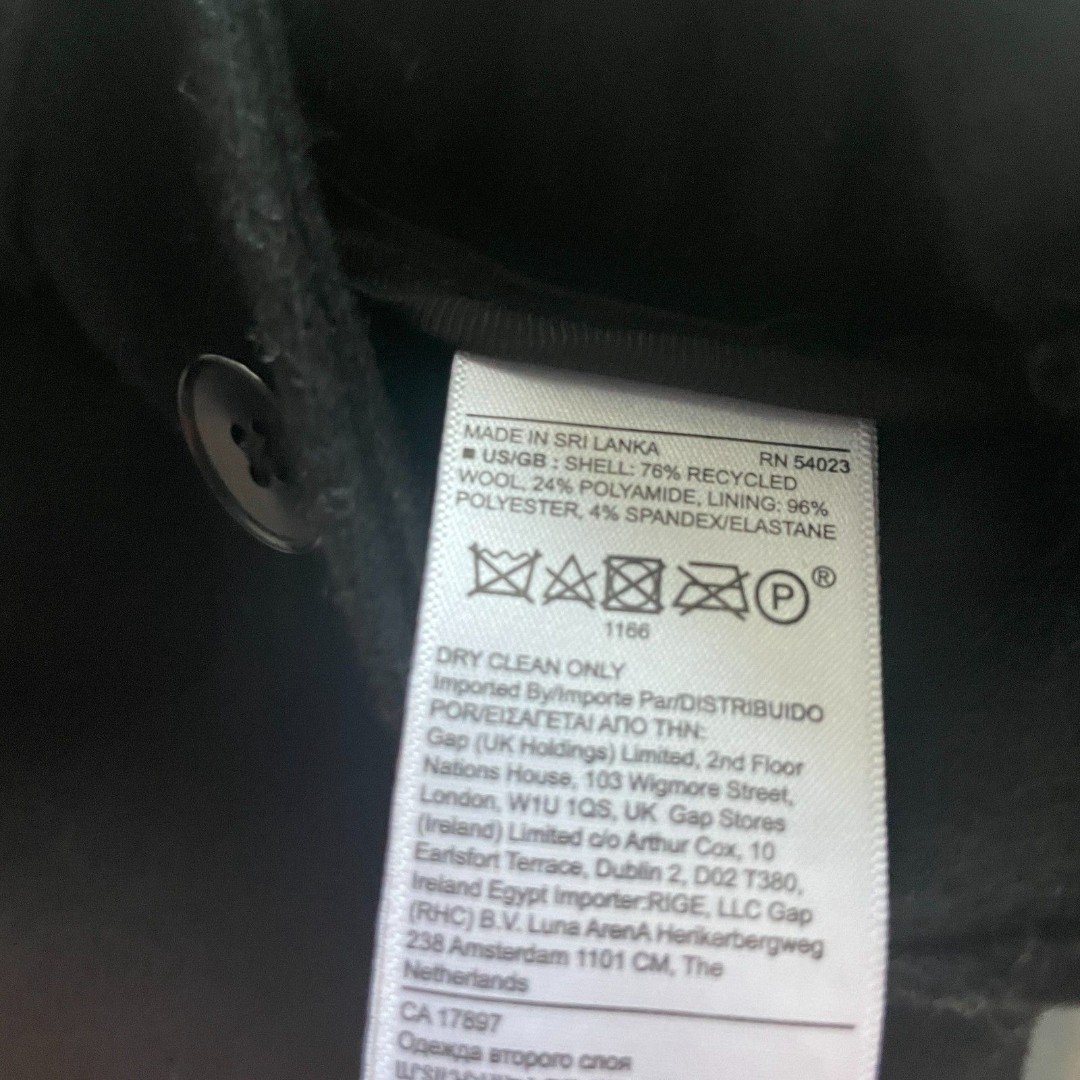 MADE IN SRI LANKA RN 54023
■ US/GB : SHELL: 76% RECYCLED
WOOL, 24% POLYAMIDE, LINING: 96%
POLYESTER, 4% SPANDEX/ELASTANE
P ®
1166
DRY CLEAN ONLY
Imported By/Importe Par/DISTRIBUIDO
POR/ΕΙΣΑΓΕΤΑΙ ΑΠΟ ΤΗΝ:
Gap (UK Holdings) Limited, 2nd Floor
Nations House, 103 Wigmore Street,
London, W1U 1QS, UK Gap Stores
(Ireland) Limited c/o Arthur Cox, 10
Earlsfort Terrace, Dublin 2, D02 T380,
Ireland Egypt Importer:RIGE, LLC Gap
(RHC) B.V. Luna ArenA Herikerbergweg
238 Amsterdam 1101 CM, The
Netherlands
CA 17897
Одежда второго слоя